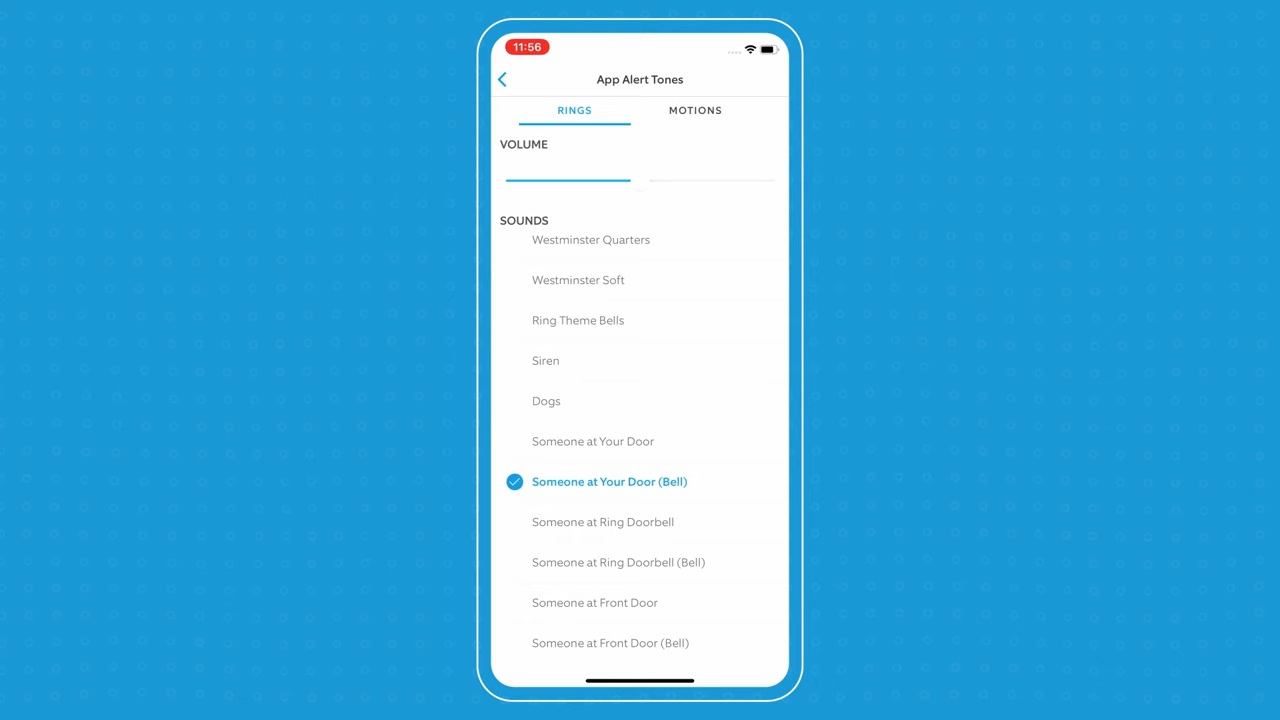 11:56
App Alert Tones
RINGS
MOTIONS
VOLUME
SOUNDS
Westminster Quarters
Westminster Soft
Ring Theme Bells
Siren
Dogs
Someone at Your Door
Someone at Your Door (Bell)
Someone at Ring Doorbell
Someone at Ring Doorbell (Bell)
Someone at Front Door
Someone at Front Door (Bell)